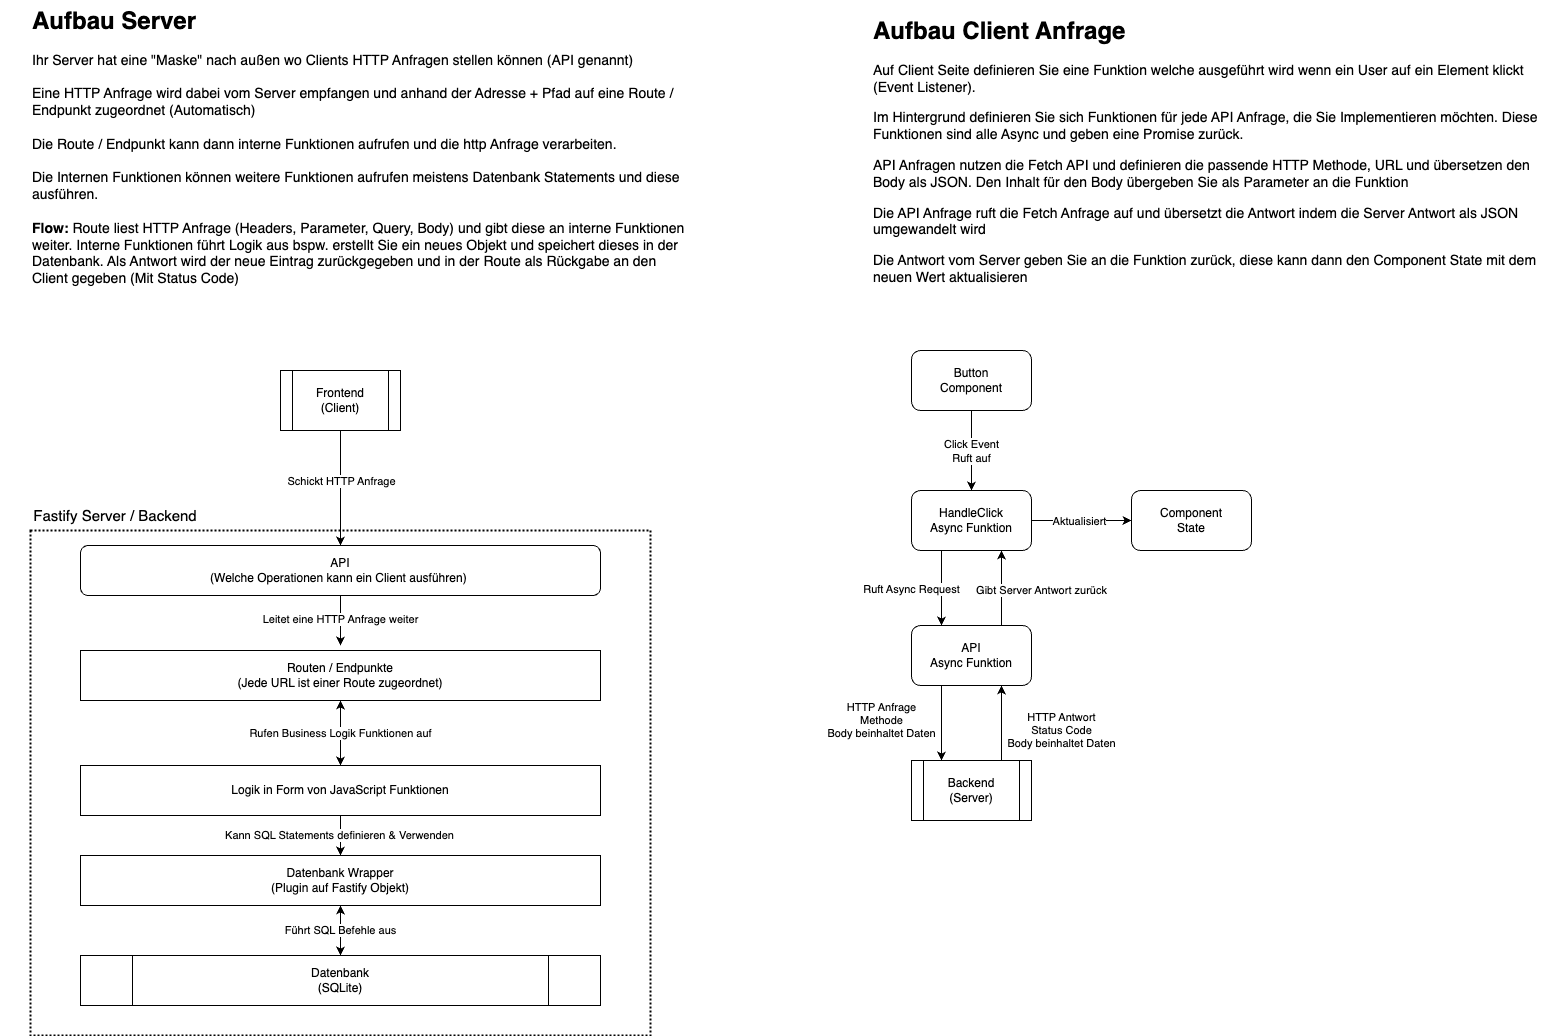 Aufbau Server
Ihr Server hat eine "Maske" nach außen wo Clients HTTP Anfragen stellen können (API genannt)
Eine HTTP Anfrage wird dabei vom Server empfangen und anhand der Adresse + Pfad auf eine Route /
Endpunkt zugeordnet (Automatisch)
Die Route / Endpunkt kann dann interne Funktionen aufrufen und die http Anfrage verarbeiten.
Die Internen Funktionen können weitere Funktionen aufrufen meistens Datenbank Statements und diese
ausführen.
Flow: Route liest HTTP Anfrage (Headers, Parameter, Query, Body) und gibt diese an interne Funktionen
weiter. Interne Funktionen führt Logik aus bspw. erstellt Sie ein neues Objekt und speichert dieses in der
Datenbank. Als Antwort wird der neue Eintrag zurückgegeben und in der Route als Rückgabe an den
Client gegeben (Mit Status Code)
Frontend
(Client)
Schickt HTTP Anfrage
Fastify Server / Backend
API
(Welche Operationen kann ein Client ausführen)
Leitet eine HTTP Anfrage weiter
Routen / Endpunkte
(Jede URL ist einer Route zugeordnet)
Rufen Business Logik Funktionen auf
Logik in Form von JavaScript Funktionen
Kann SQL Statements definieren & Verwenden
Datenbank Wrapper
(Plugin auf Fastify Objekt)
Führt SQL Befehle aus
Datenbank
(SQLite)
Aufbau Client Anfrage
Auf Client Seite definieren Sie eine Funktion welche ausgeführt wird wenn ein User auf ein Element klickt
(Event Listener).
Im Hintergrund definieren Sie sich Funktionen für jede API Anfrage, die Sie Implementieren möchten. Diese
Funktionen sind alle Async und geben eine Promise zurück.
API Anfragen nutzen die Fetch API und definieren die passende HTTP Methode, URL und übersetzen den
Body als JSON. Den Inhalt für den Body übergeben Sie als Parameter an die Funktion
Die API Anfrage ruft die Fetch Anfrage auf und übersetzt die Antwort indem die Server Antwort als JSON
umgewandelt wird
Die Antwort vom Server geben Sie an die Funktion zurück, diese kann dann den Component State mit dem
neuen Wert aktualisieren
Button
Component
Click Event
Ruft auf
HandleClick
Async Funktion
Aktualisiert
Component
State
Ruft Async Request
Gibt Server Antwort zurück
API
Async Funktion
HTTP Anfrage
Methode
Body beinhaltet Daten
HTTP Antwort
Status Code
Body beinhaltet Daten
Backend
(Server)